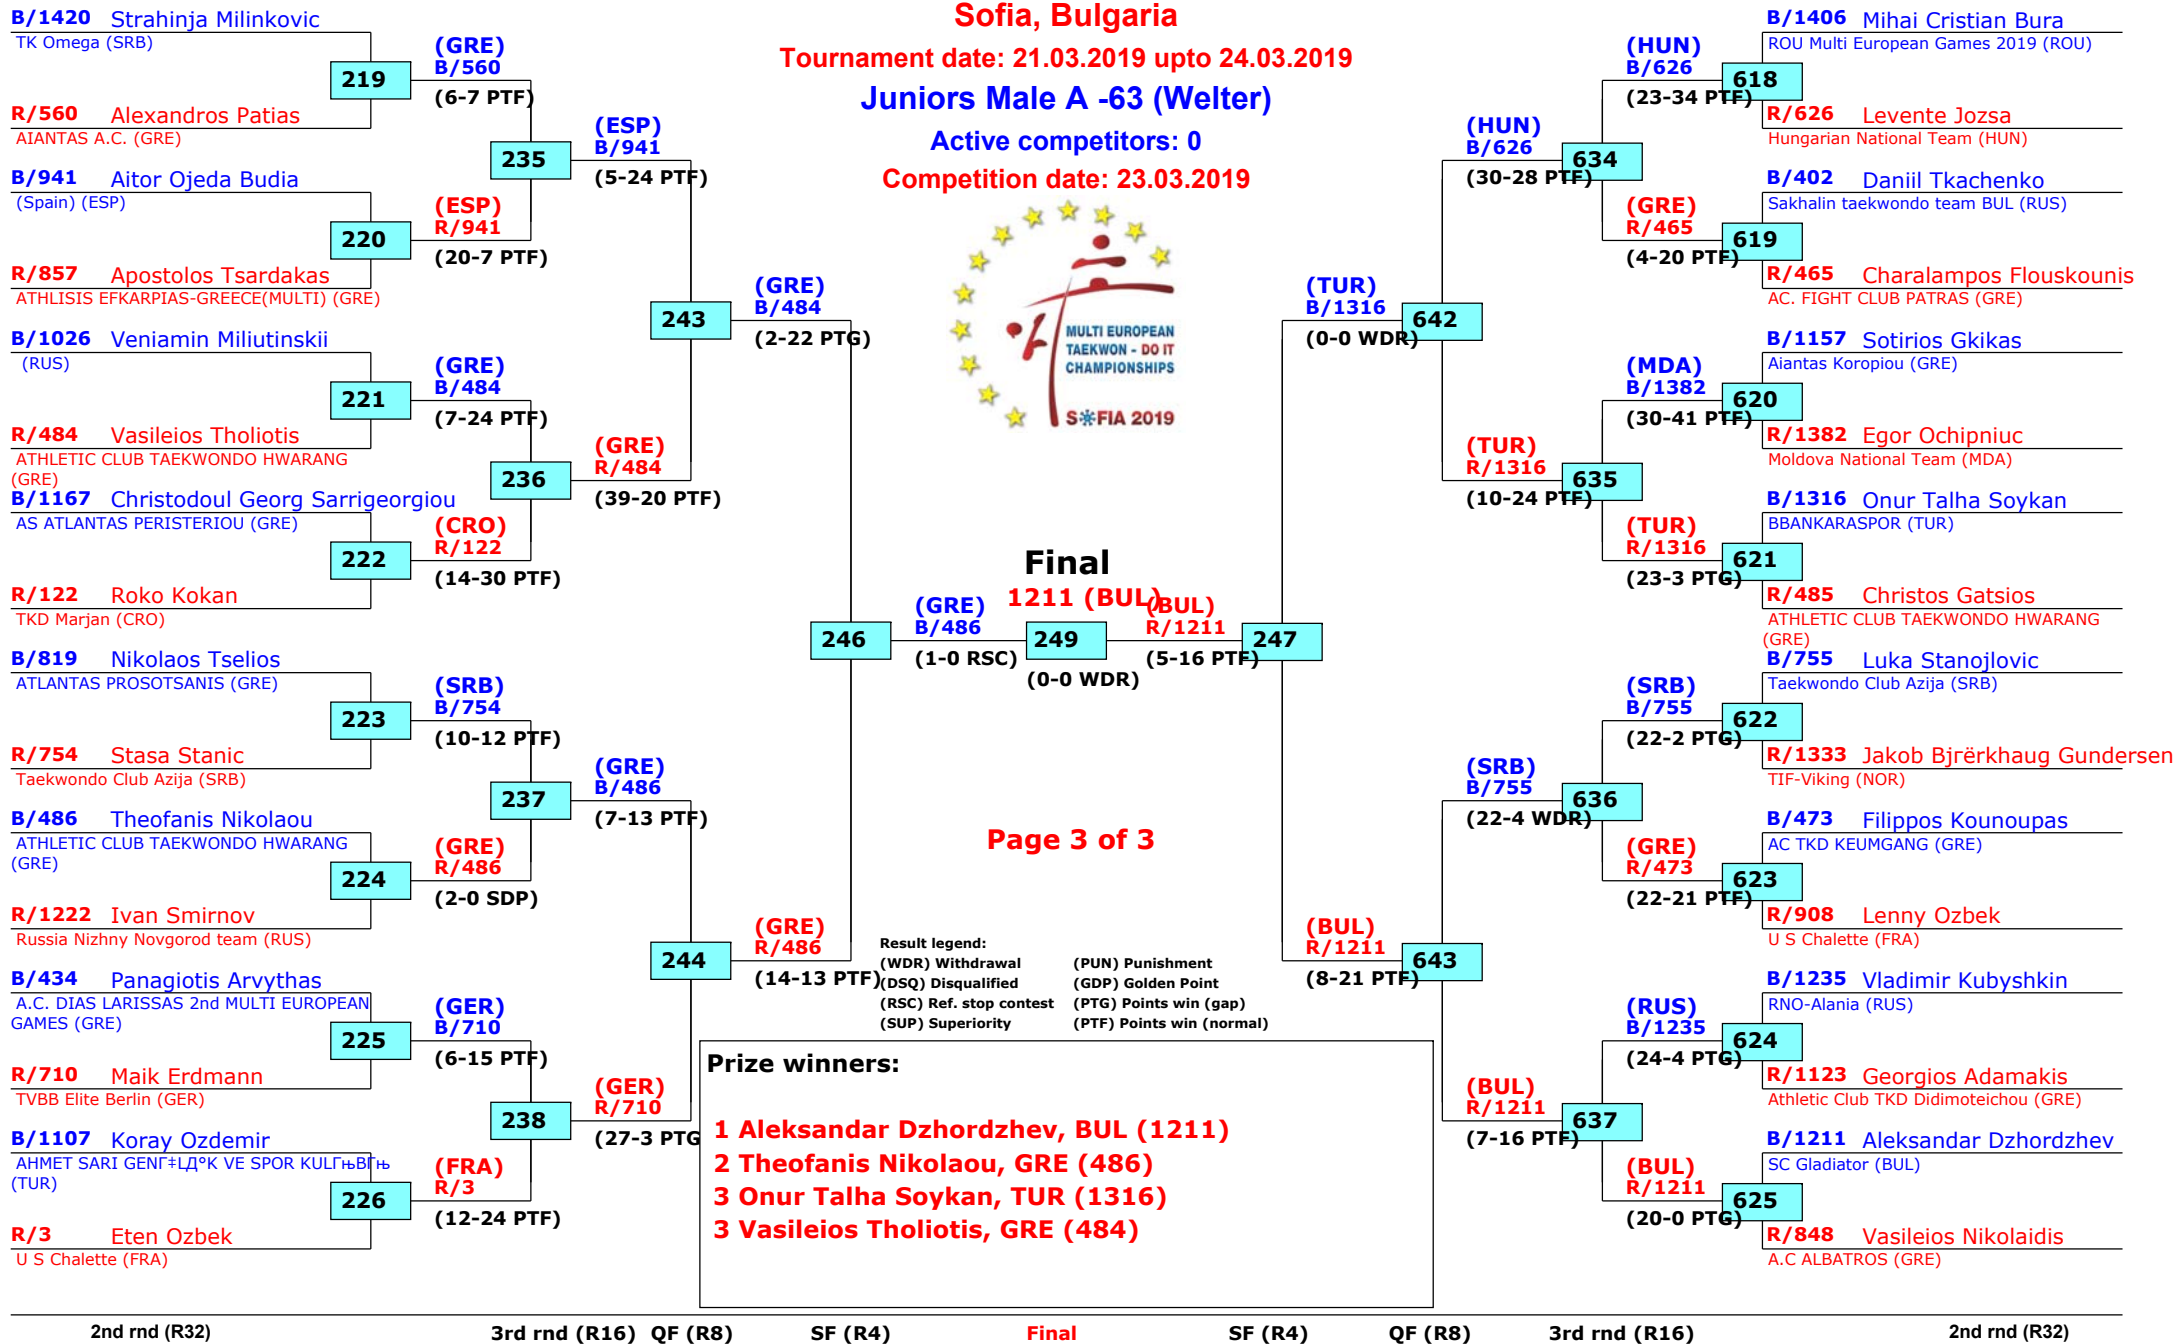 Sofia, Bulgaria
Tournament date: 21.03.2019 upto 24.03.2019
Juniors Male A -63 (Welter)
Active competitors: 0
Competition date: 23.03.2019
MULTI EUROPEAN
TAEKWON - DO IT
CHAMPIONSHIPS
S FIA 2019
B/1420 Strahinja Milinkovic
TK Omega (SRB)
219
R/560 Alexandros Patias
AIANTAS A.C. (GRE)
B/941 Aitor Ojeda Budia
(Spain) (ESP)
220
R/857 Apostolos Tsardakas
ATHLISIS EFKARPIAS-GREECE(MULTI) (GRE)
B/1026 Veniamin Miliutinskii
(RUS)
221
R/484 Vasileios Tholiotis
ATHLETIC CLUB TAEKWONDO HWARANG
(GRE)
B/1167 Christodoul Georg Sarrigeorgiou
AS ATLANTAS PERISTERIOU (GRE)
222
R/122 Roko Kokan
TKD Marjan (CRO)
B/819 Nikolaos Tselios
ATLANTAS PROSOTSANIS (GRE)
223
R/754 Stasa Stanic
Taekwondo Club Azija (SRB)
B/486 Theofanis Nikolaou
ATHLETIC CLUB TAEKWONDO HWARANG
(GRE)
224
R/1222 Ivan Smirnov
Russia Nizhny Novgorod team (RUS)
B/434 Panagiotis Arvythas
A.C. DIAS LARISSAS 2nd MULTI EUROPEAN
GAMES (GRE)
225
R/710 Maik Erdmann
TVBB Elite Berlin (GER)
B/1107 Koray Ozdemir
AHMET SARI GENГ‡LД°K VE SPOR KULГњBГњ
(TUR)
226
R/3 Eten Ozbek
U S Chalette (FRA)
(GRE)
B/560
(6-7 PTF)
235
(ESP)
R/941
(20-7 PTF)
(GRE)
B/484
(7-24 PTF)
236
(CRO)
R/122
(14-30 PTF)
(SRB)
B/754
(10-12 PTF)
237
(GRE)
R/486
(2-0 SDP)
(GER)
B/710
(6-15 PTF)
238
(FRA)
R/3
(12-24 PTF)
(ESP)
B/941
(5-24 PTF)
243
(GRE)
R/484
(39-20 PTF)
(GRE)
B/486
(7-13 PTF)
244
(GER)
R/710
(27-3 PTG
(GRE)
B/484
(2-22 PTG)
246
(GRE)
R/486
(14-13 PTF)
(GRE)
B/486
(1-0 RSC)
Final
1211 (BUL)
249
(0-0 WDR)
(BUL)
R/1211
(5-16 PTF)
247
(TUR)
B/1316
(0-0 WDR)
(BUL)
R/1211
(8-21 PTF)
642
643
(HUN)
B/626
(30-28 PTF)
(TUR)
R/1316
(10-24 PTF)
(SRB)
B/755
(22-4 WDR)
(BUL)
R/1211
(7-16 PTF)
634
635
636
637
(HUN)
B/626
(23-34 PTF)
(GRE)
R/465
(4-20 PTF)
(MDA)
B/1382
(30-41 PTF)
(TUR)
R/1316
(23-3 PTG)
(SRB)
B/755
(22-2 PTG)
(GRE)
R/473
(22-21 PTF)
(RUS)
B/1235
(24-4 PTG)
(BUL)
R/1211
(20-0 PTG)
B/1406 Mihai Cristian Bura
ROU Multi European Games 2019 (ROU)
618
R/626 Levente Jozsa
Hungarian National Team (HUN)
B/402 Daniil Tkachenko
Sakhalin taekwondo team BUL (RUS)
619
R/465 Charalampos Flouskounis
AC. FIGHT CLUB PATRAS (GRE)
B/1157 Sotirios Gkikas
Aiantas Koropiou (GRE)
620
R/1382 Egor Ochipniuc
Moldova National Team (MDA)
B/1316 Onur Talha Soykan
BBANKARASPOR (TUR)
621
R/485 Christos Gatsios
ATHLETIC CLUB TAEKWONDO HWARANG
(GRE)
B/755 Luka Stanojlovic
Taekwondo Club Azija (SRB)
622
R/1333 Jakob Bjrërkhaug Gundersen
TIF-Viking (NOR)
B/473 Filippos Kounoupas
AC TKD KEUMGANG (GRE)
623
R/908 Lenny Ozbek
U S Chalette (FRA)
B/1235 Vladimir Kubyshkin
RNO-Alania (RUS)
624
R/1123 Georgios Adamakis
Athletic Club TKD Didimoteichou (GRE)
B/1211 Aleksandar Dzhordzhev
SC Gladiator (BUL)
625
R/848 Vasileios Nikolaidis
A.C ALBATROS (GRE)
Page 3 of 3
Result legend:
(WDR) Withdrawal (PUN) Punishment
(DSQ) Disqualified (GDP) Golden Point
(RSC) Ref. stop contest (PTG) Points win (gap)
(SUP) Superiority (PTF) Points win (normal)
Prize winners:
1 Aleksandar Dzhordzhev, BUL (1211)
2 Theofanis Nikolaou, GRE (486)
3 Onur Talha Soykan, TUR (1316)
3 Vasileios Tholiotis, GRE (484)
2nd rnd (R32) 3rd rnd (R16) QF (R8) SF (R4) Final SF (R4) QF (R8) 3rd rnd (R16) 2nd rnd (R32)